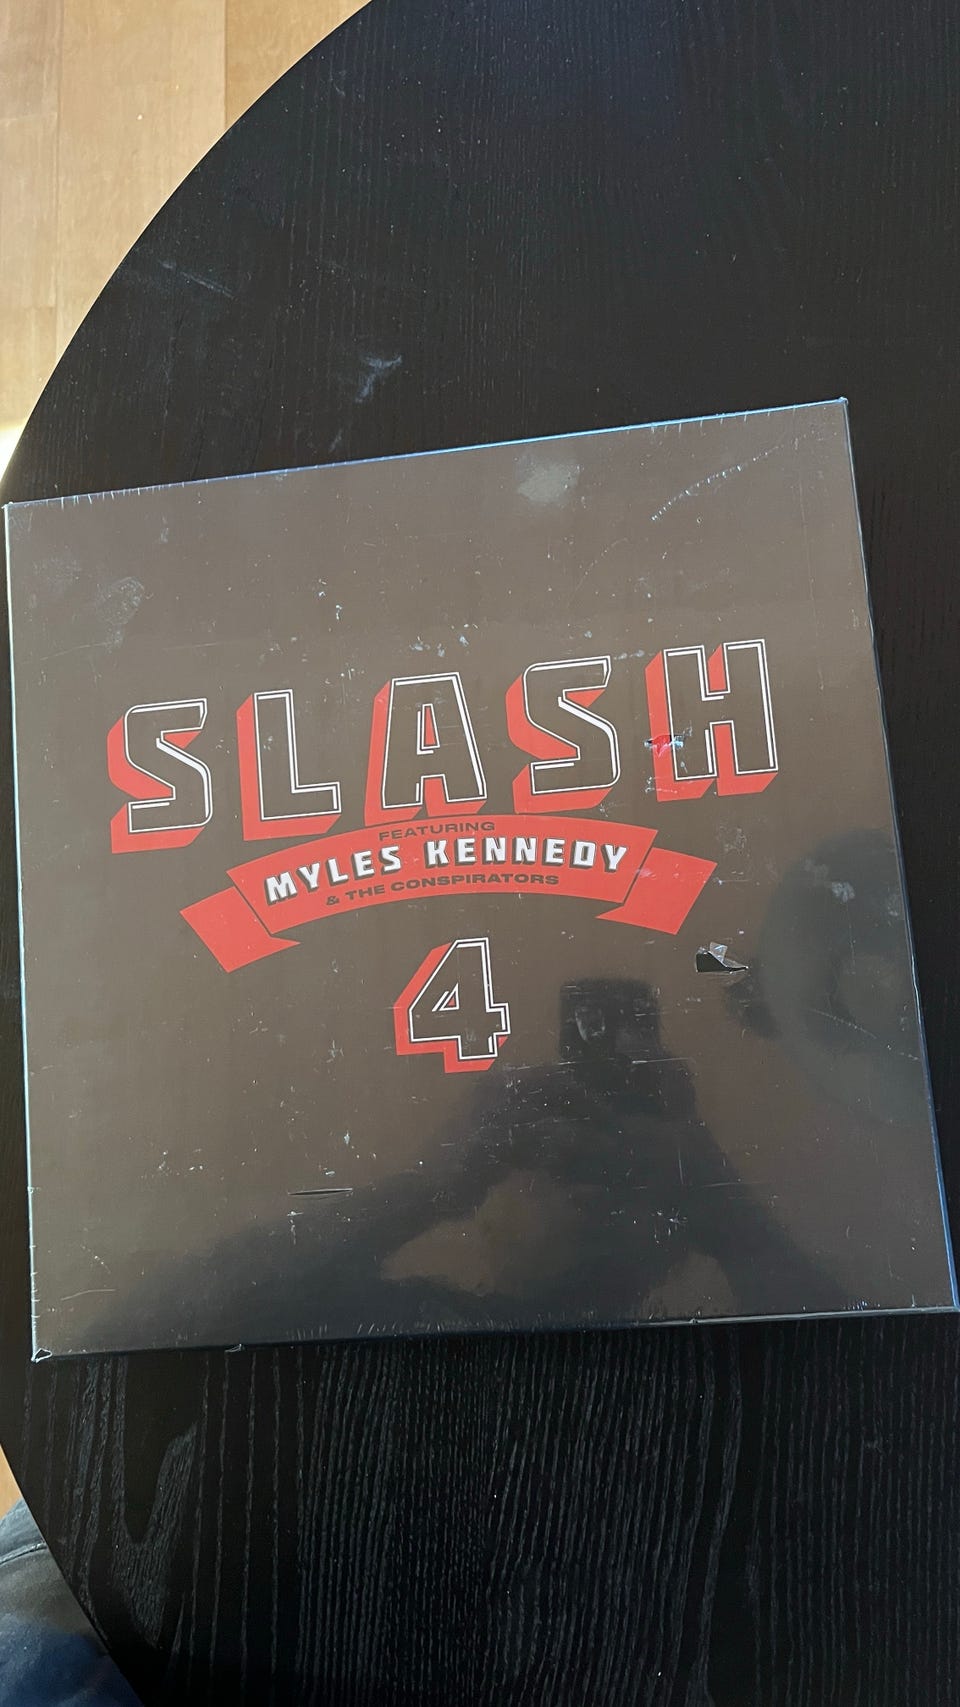 SLASH
FEATURING
MYLES KENNEDY
& THE CONSPIRATORS
4